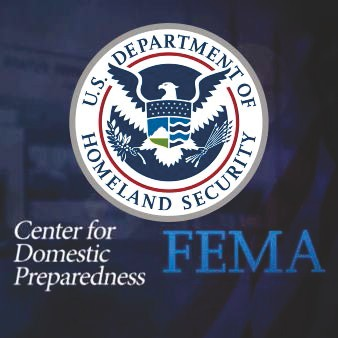 U.S. DEPARTMENT OF
HOMELAND SECURITY
Center for
Domestic
Preparedness
FEMA